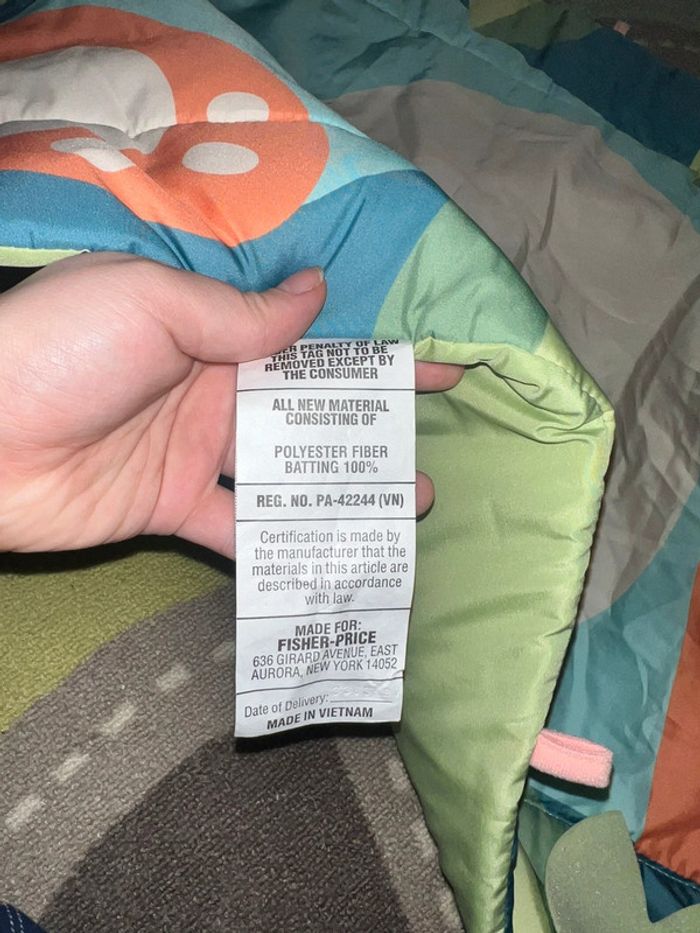 PENALTY OF LAW
THIS TAG NOT TO BE
REMOVED EXCEPT BY
THE CONSUMER
ALL NEW MATERIAL
CONSISTING OF
POLYESTER FIBER
BATTING 100%
REG. NO. PA-42244 (VN)
Certification is made by
the manufacturer that the
materials in this article are
described in accordance
with law.
MADE FOR:
FISHER-PRICE
636 GIRARD AVENUE, EAST
AURORA, NEW YORK 14052
Date of Delivery:
MADE IN VIETNAM